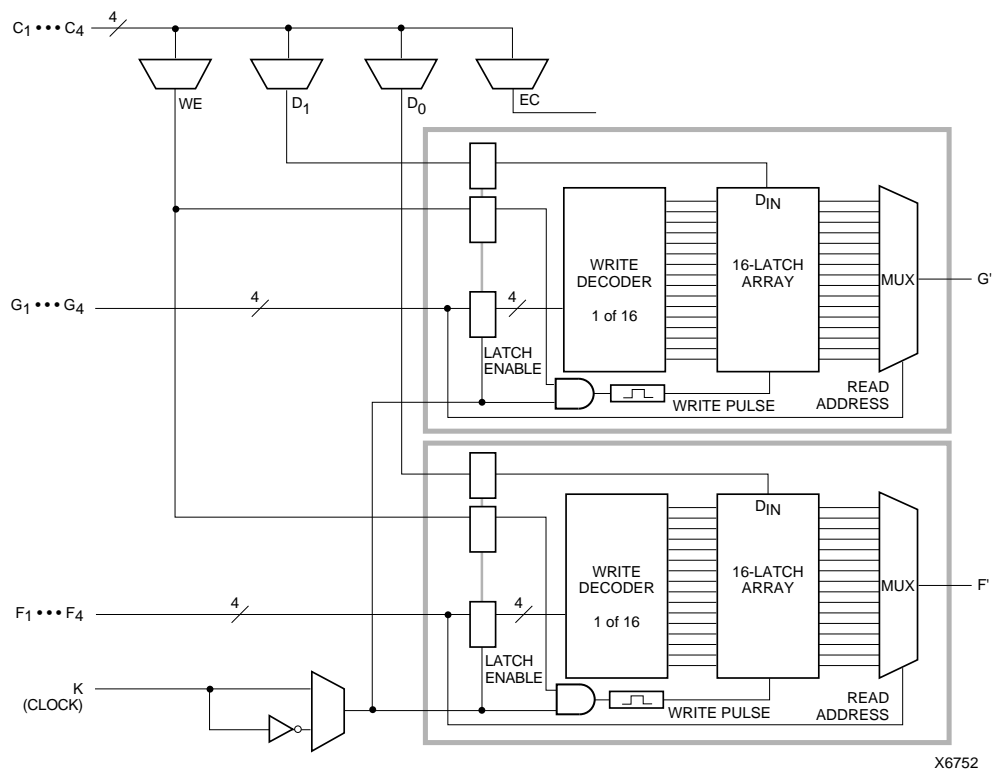 C1 • • • C4
4
WE
D1
D0
EC
DIN
WRITE
DECODER
1 of 16
16-LATCH
ARRAY
MUX
G'
G1 • • • G4
4
4
LATCH
ENABLE
WRITE PULSE
READ
ADDRESS
DIN
WRITE
DECODER
1 of 16
16-LATCH
ARRAY
MUX
F'
F1 • • • F4
4
4
LATCH
ENABLE
K
(CLOCK)
WRITE PULSE
READ
ADDRESS
X6752